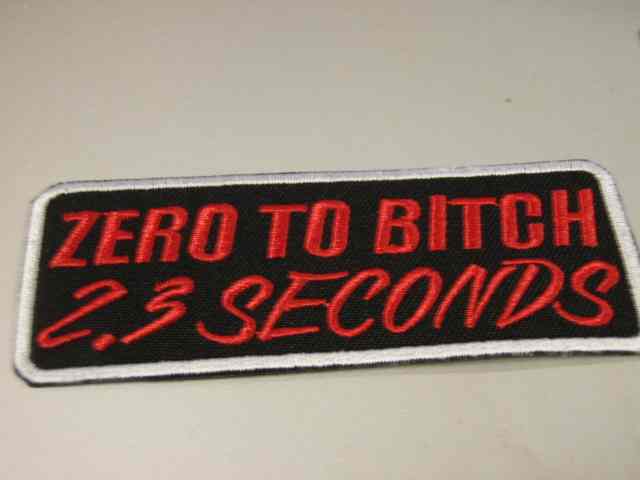 ZERO TO BITCH
2.3 SECONDS